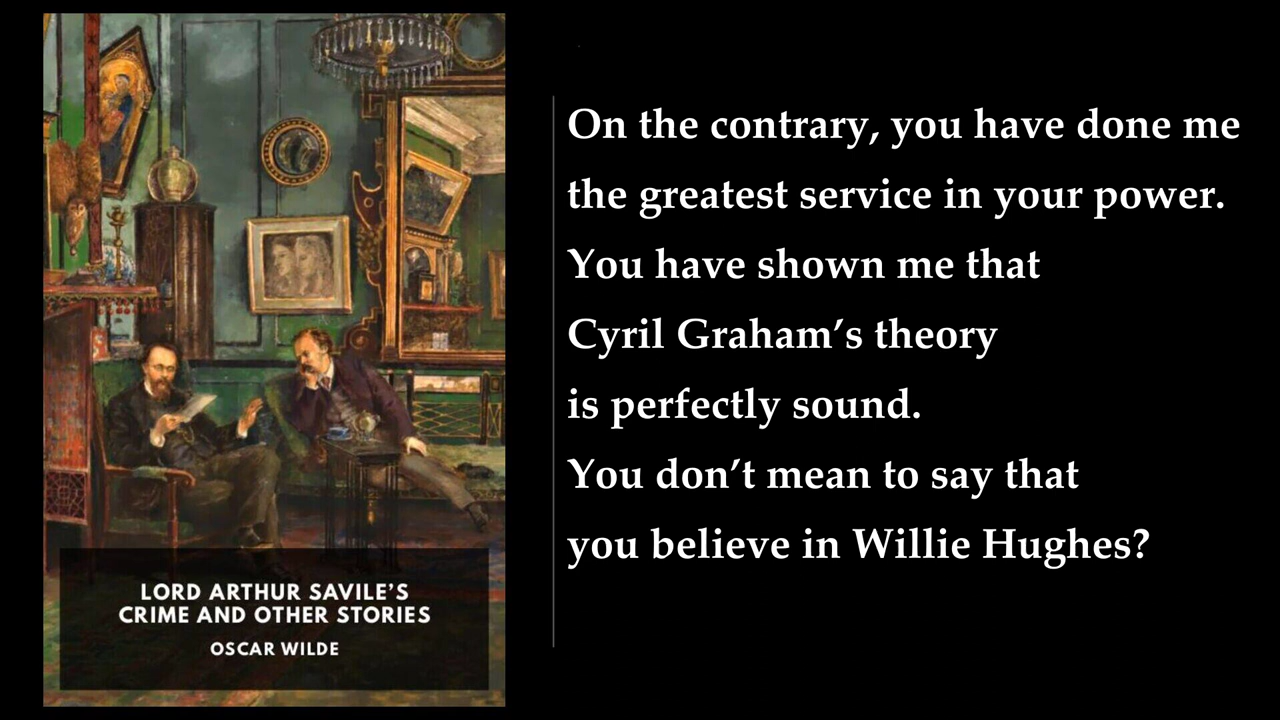 LORD ARTHUR SAVILE’S
CRIME AND OTHER STORIES
OSCAR WILDE
On the contrary, you have done me
the greatest service in your power.
You have shown me that
Cyril Graham’s theory
is perfectly sound.
You don’t mean to say that
you believe in Willie Hughes?